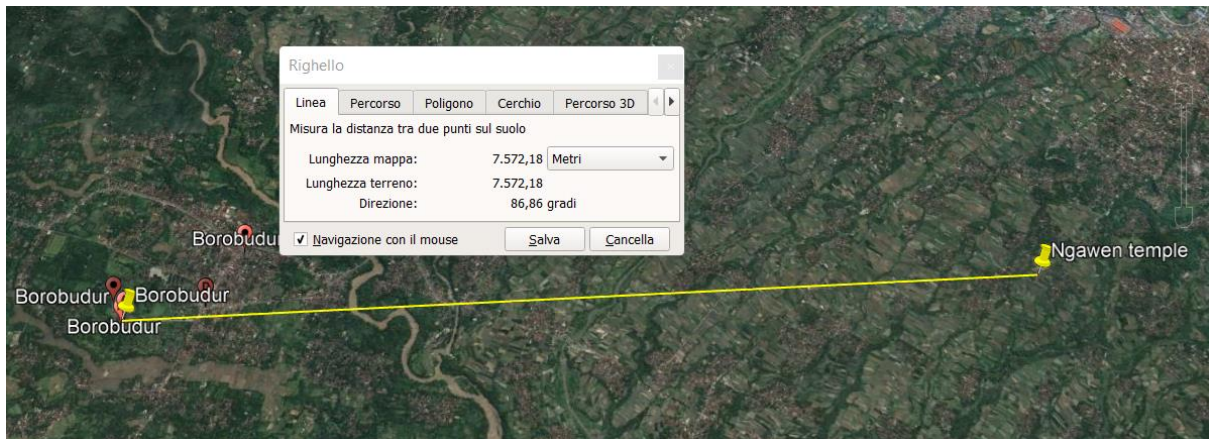 Righello
Linea Percorso Poligono Cerchio Percorso 3D
Misura la distanza tra due punti sul suolo
Lunghezza mappa: 7.572,18 Metri
Lunghezza terreno: 7.572,18
Direzione: 86,86 gradi
Navigazione con il mouse Salva Cancella
Borobudu
Ngawen temple
Borobudur Borobudur
Borobudur